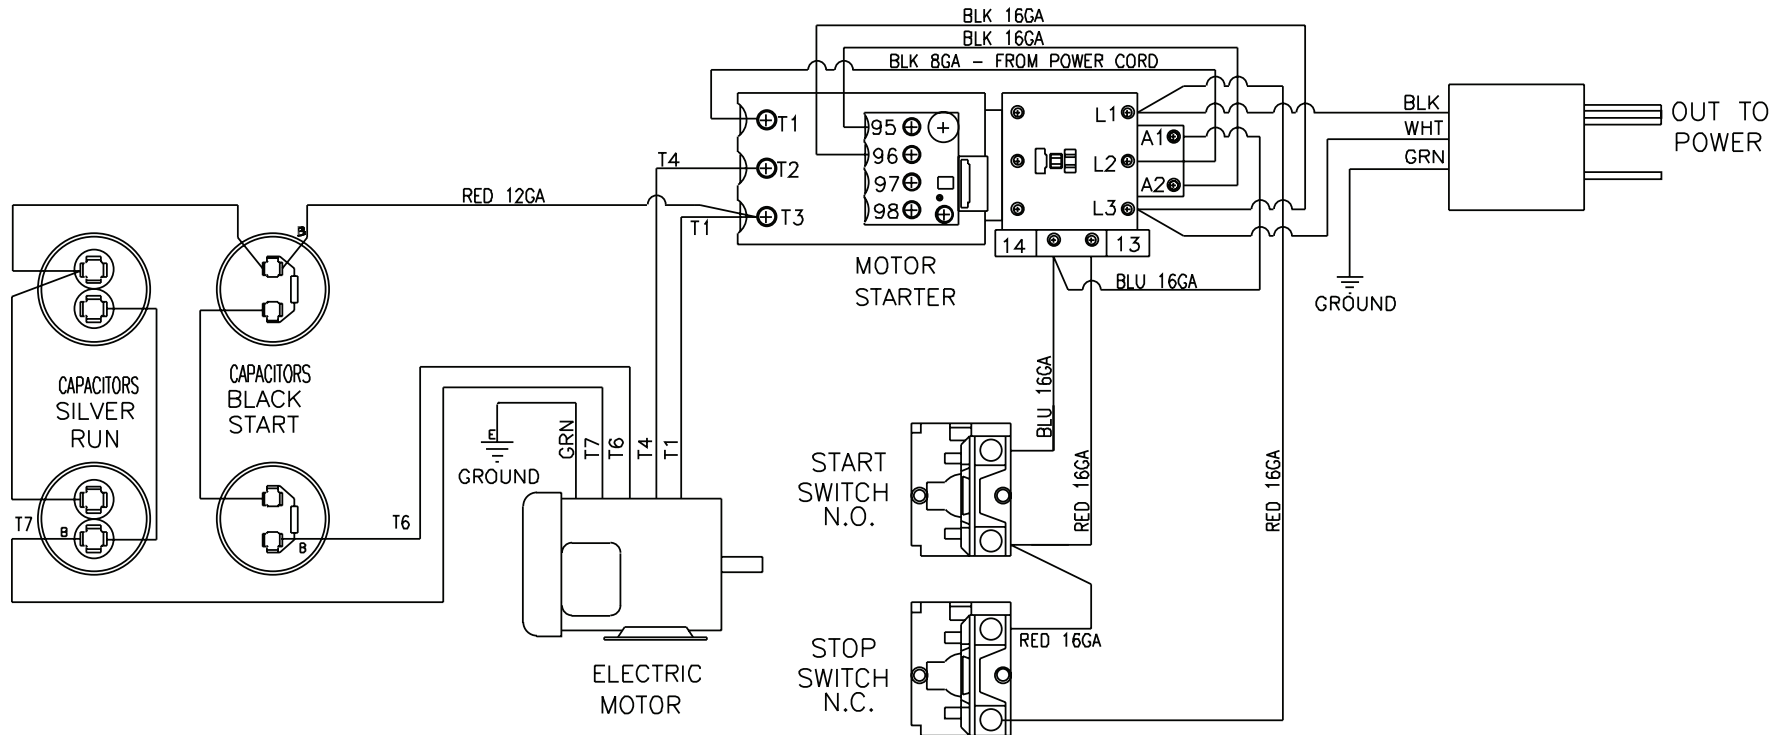 BLK 16GA
BLK 16GA
BLK 8GA - FROM POWER CORD
BLK
WHT
GRN
OUT TO
POWER
GROUND
T1
T2
T3
95
96
97
98
L1
L2
L3
A1
A2
14
13
MOTOR
STARTER
BLU 16GA
T4
T1
RED 12GA
B
CAPACITORS
SILVER
RUN
CAPACITORS
BLACK
START
T7
B
B
T6
E
GROUND
GRN
T7
T6
T4
T1
ELECTRIC
MOTOR
BLU 16GA
RED 16GA
RED 16GA
START
SWITCH
N.O.
RED 16GA
STOP
SWITCH
N.C.